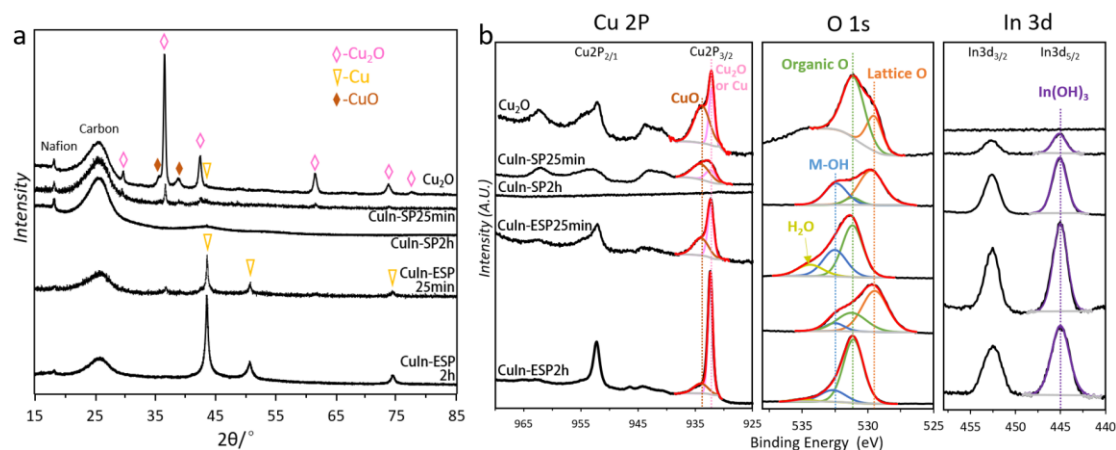 a
Intensity
Nafion
Carbon
-Cu₂O
-Cu
-CuO
Cu₂O
CuIn-SP25min
CuIn-SP2h
CuIn-ESP
25min
CuIn-ESP
2h
15 25 35 45 55 65 75 85
2θ/°
b
Cu 2P
O 1s
In 3d
Intensity (A.U.)
Cu2P₂/₁
Cu2P₃/₂
Cu₂O
or Cu
CuO
Cu₂O
CuIn-SP25min
CuIn-SP2h
CuIn-ESP25min
CuIn-ESP2h
965 955 945 935 925
Organic O
Lattice O
M-OH
H₂O
535 530 525
In3d₃/₂
In3d₅/₂
In(OH)₃
455 450 445 440
Binding Energy (eV)